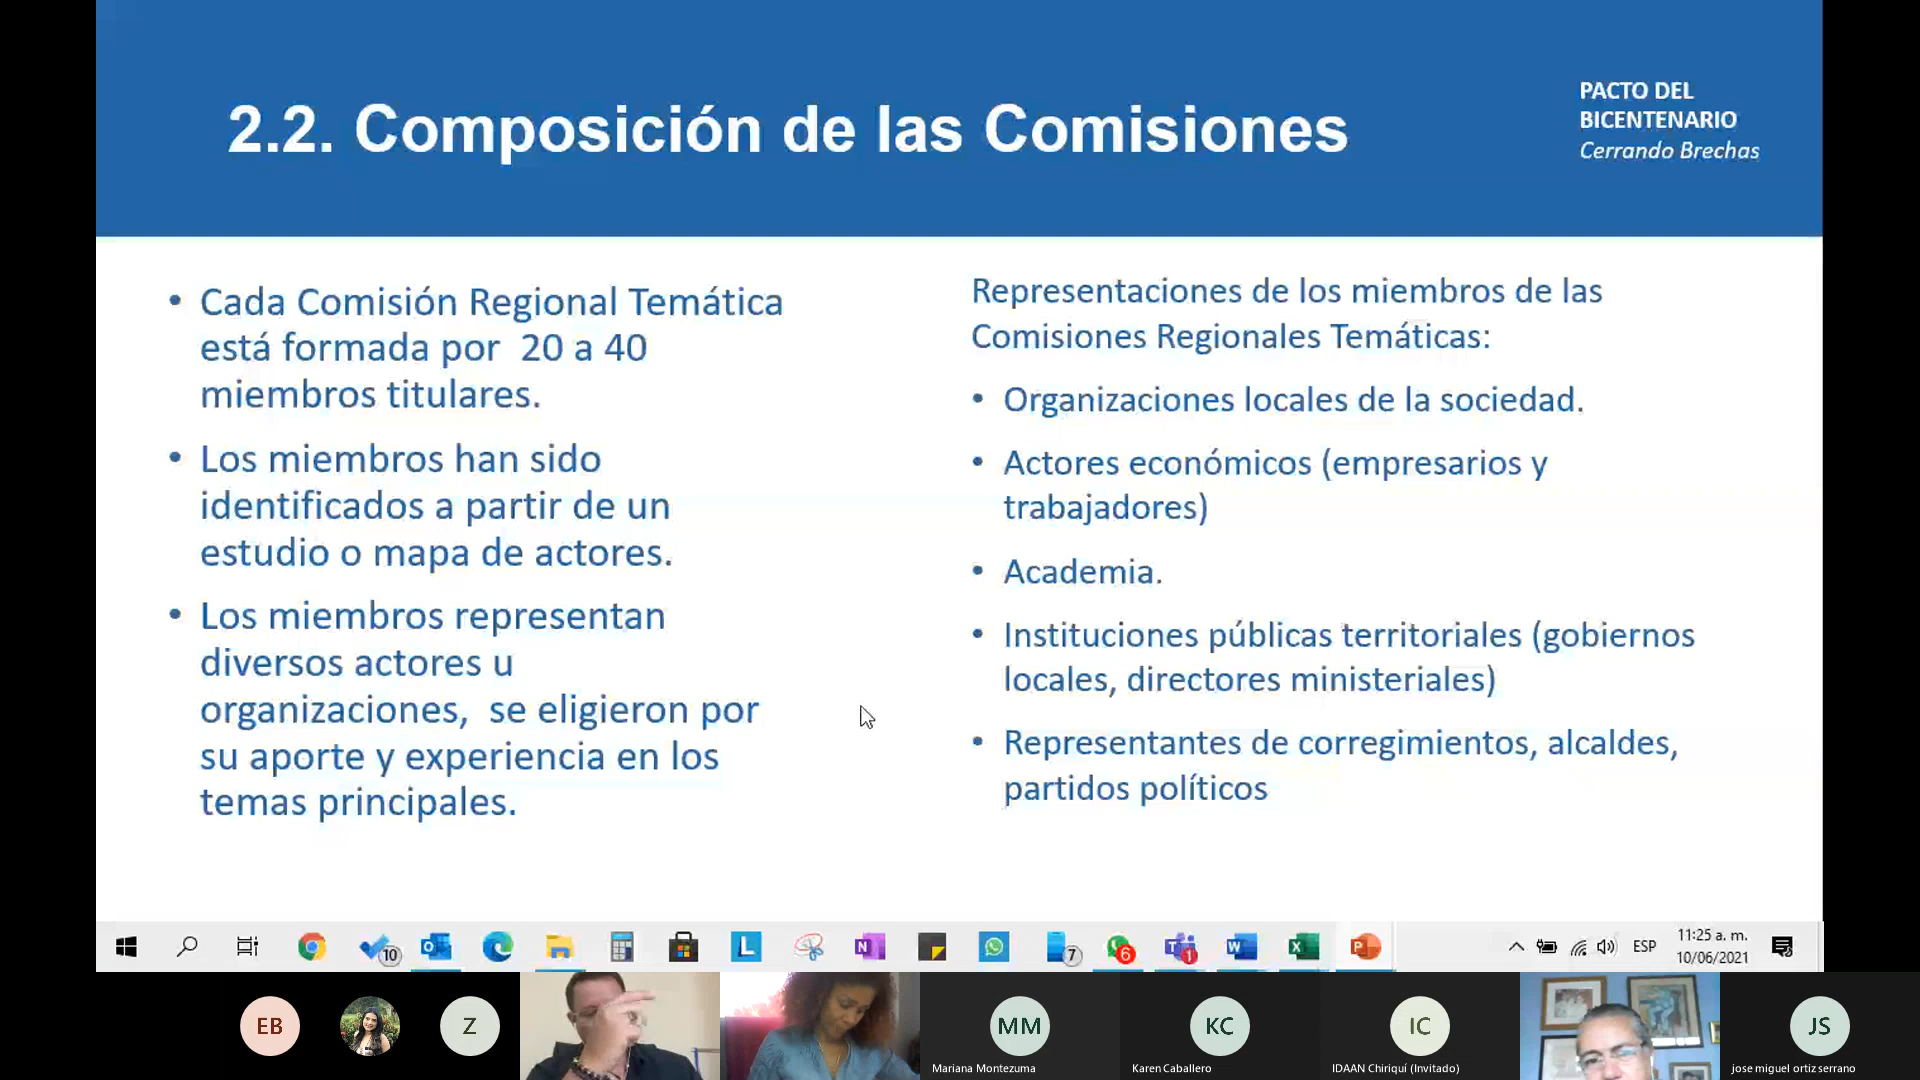 2.2. Composición de las Comisiones
PACTO DEL
BICENTENARIO
Cerrando Brechas
• Cada Comisión Regional Temática
está formada por 20 a 40
miembros titulares.
• Los miembros han sido
identificados a partir de un
estudio o mapa de actores.
• Los miembros representan
diversos actores u
organizaciones, se eligieron por
su aporte y experiencia en los
temas principales.
Representaciones de los miembros de las
Comisiones Regionales Temáticas:
• Organizaciones locales de la sociedad.
• Actores económicos (empresarios y
trabajadores)
• Academia.
• Instituciones públicas territoriales (gobiernos
locales, directores ministeriales)
• Representantes de corregimientos, alcaldes,
partidos políticos
10
L
N
7
6
1
W
X
P
ESP
11:25 a. m.
10/06/2021
EB
Z
MM
Mariana Montezuma
KC
Karen Caballero
IC
IDAAN Chiriquí (Invitado)
JS
jose miguel ortiz serrano